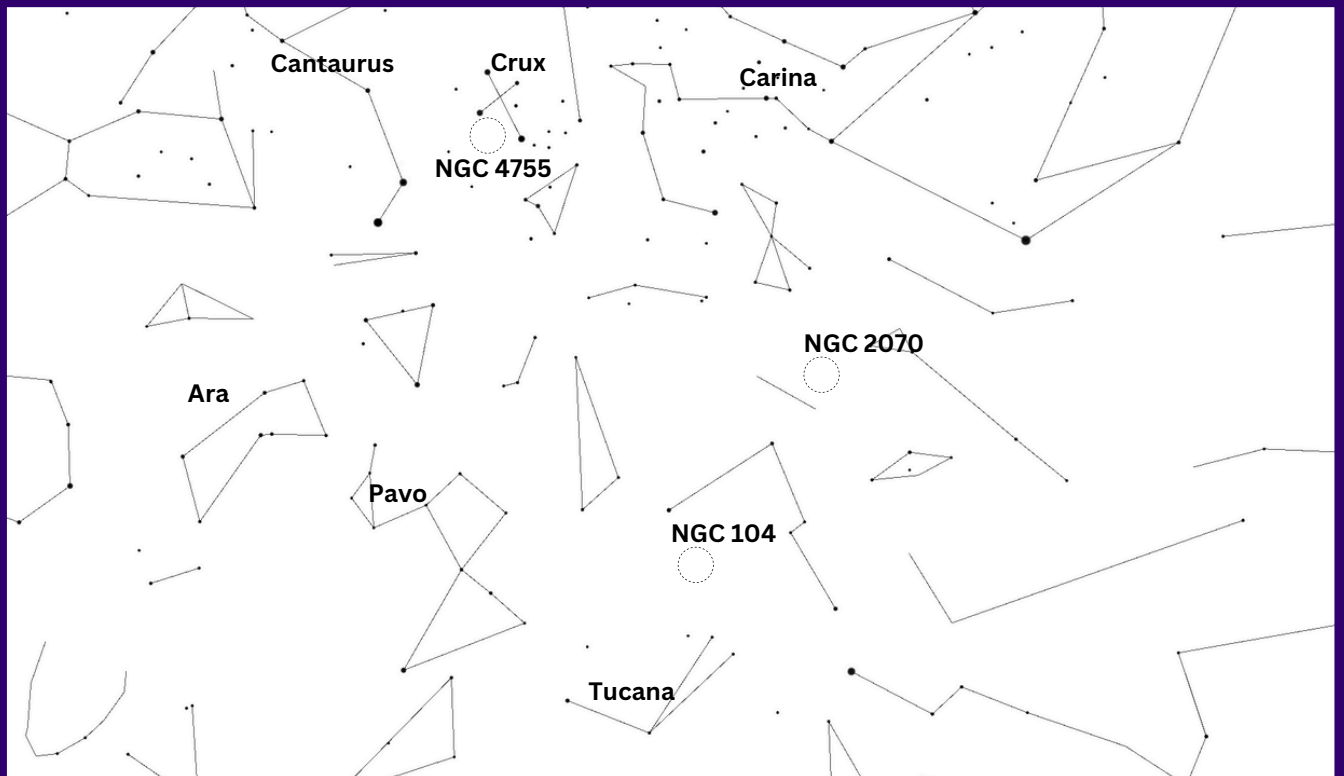 Crux
Cantaurus
Carina
NGC 4755
NGC 2070
Ara
Pavo
NGC 104
Tucana